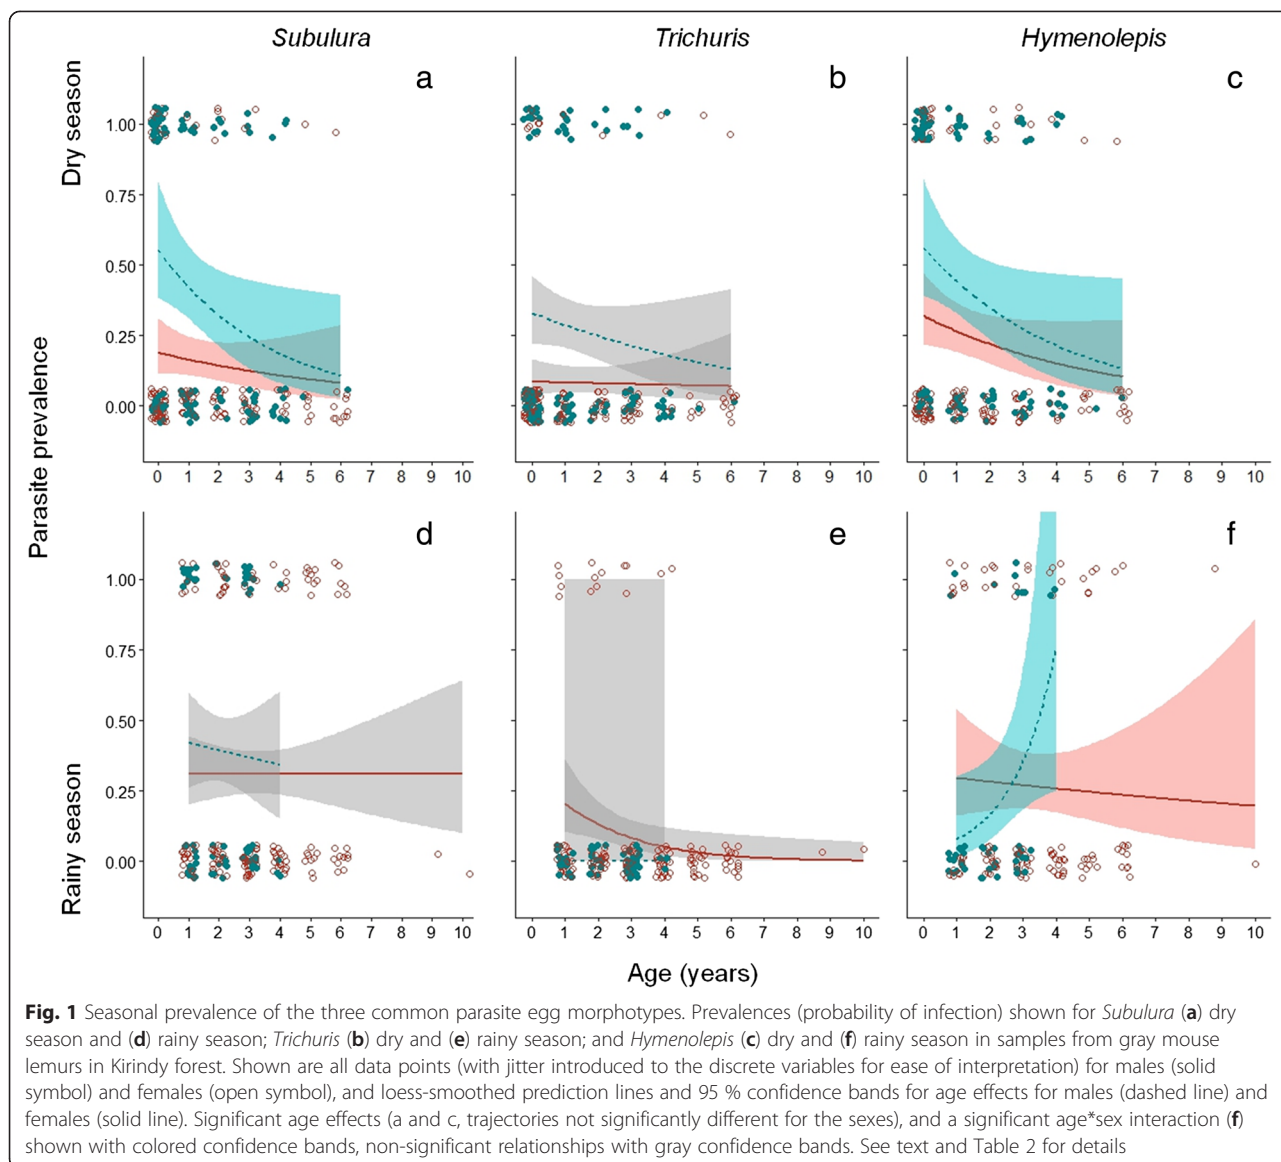 Subulura Trichuris Hymenolepis
Dry season
a b c
1.00
0.75
0.50
0.25
0.00
0 1 2 3 4 5 6 7 8 9 10 0 1 2 3 4 5 6 7 8 9 10 0 1 2 3 4 5 6 7 8 9 10
Parasite prevalence
Rainy season
d e f
1.00
0.75
0.50
0.25
0.00
0 1 2 3 4 5 6 7 8 9 10 0 1 2 3 4 5 6 7 8 9 10 0 1 2 3 4 5 6 7 8 9 10
Age (years)
Fig. 1 Seasonal prevalence of the three common parasite egg morphotypes. Prevalences (probability of infection) shown for Subulura (a) dry
season and (d) rainy season; Trichuris (b) dry and (e) rainy season; and Hymenolepis (c) dry and (f) rainy season in samples from gray mouse
lemurs in Kirindy forest. Shown are all data points (with jitter introduced to the discrete variables for ease of interpretation) for males (solid
symbol) and females (open symbol), and loess-smoothed prediction lines and 95 % confidence bands for age effects for males (dashed line) and
females (solid line). Significant age effects (a and c, trajectories not significantly different for the sexes), and a significant age*sex interaction (f)
shown with colored confidence bands, non-significant relationships with gray confidence bands. See text and Table 2 for details